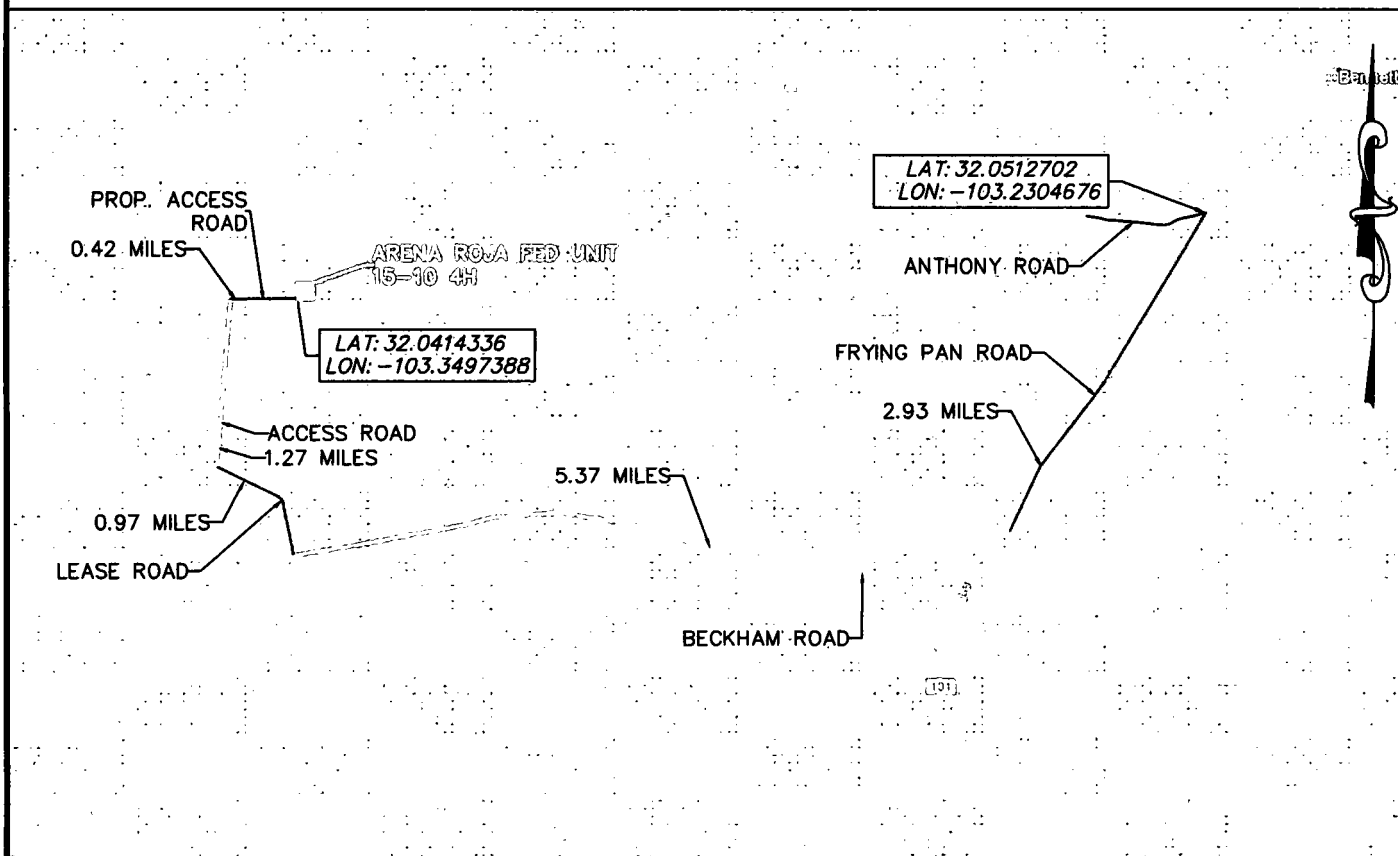 Bennett
LAT: 32.0512702
LON: -103.2304676
PROP. ACCESS
ROAD
0.42 MILES
ARENA ROJA FED UNIT
15-10 4H
ANTHONY ROAD
LAT: 32.0414336
LON: -103.3497388
FRYING PAN ROAD
2.93 MILES
ACCESS ROAD
1.27 MILES
5.37 MILES
0.97 MILES
LEASE ROAD
BECKHAM ROAD